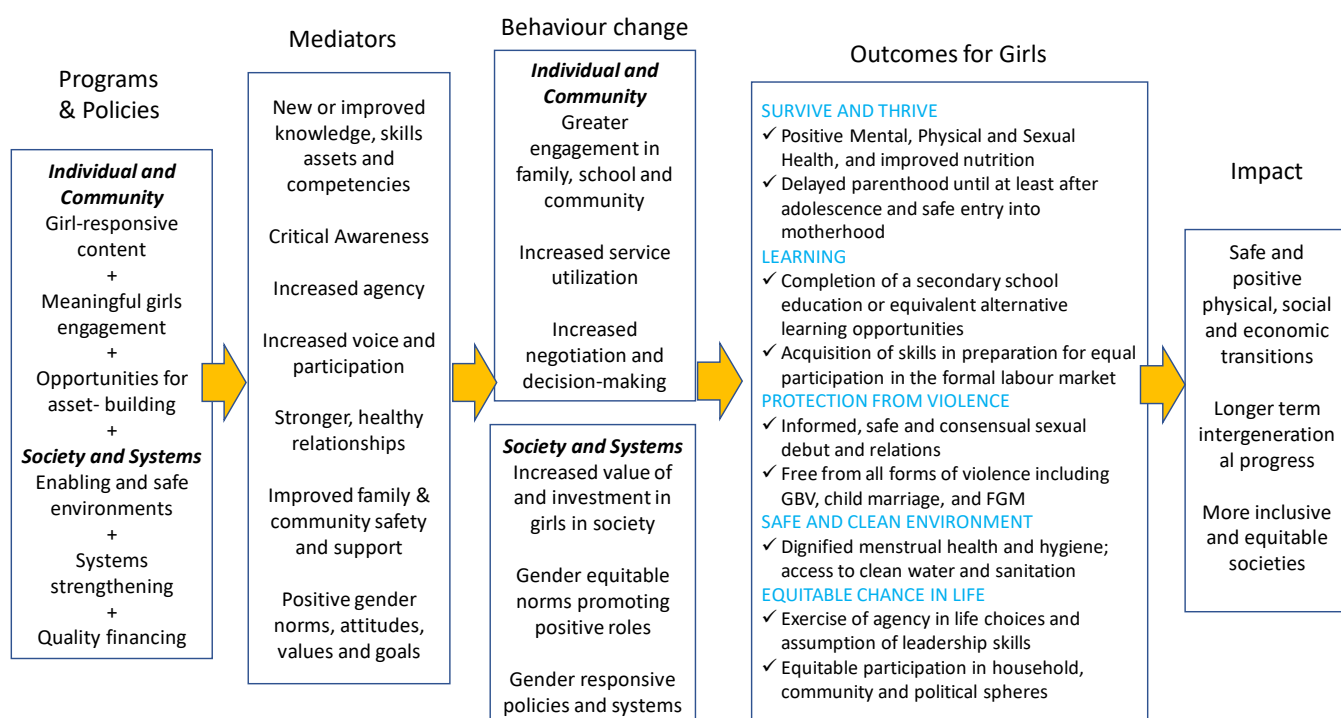 Programs
& Policies
Individual and
Community
Girl-responsive
content
+
Meaningful girls
engagement
+
Opportunities for
asset- building
+
Society and Systems
Enabling and safe
environments
+
Systems
strengthening
+
Quality financing
Mediators
New or improved
knowledge, skills
assets and
competencies
Critical Awareness
Increased agency
Increased voice and
participation
Stronger, healthy
relationships
Improved family &
community safety
and support
Positive gender
norms, attitudes,
values and goals
Behaviour change
Individual and
Community
Greater
engagement in
family, school and
community
Increased service
utilization
Increased
negotiation and
decision-making
Society and Systems
Increased value of
and investment in
girls in society
Gender equitable
norms promoting
positive roles
Gender responsive
policies and systems
Outcomes for Girls
SURVIVE AND THRIVE
✓ Positive Mental, Physical and Sexual
Health, and improved nutrition
✓ Delayed parenthood until at least after
adolescence and safe entry into
motherhood
LEARNING
✓ Completion of a secondary school
education or equivalent alternative
learning opportunities
✓ Acquisition of skills in preparation for equal
participation in the formal labour market
PROTECTION FROM VIOLENCE
✓ Informed, safe and consensual sexual
debut and relations
✓ Free from all forms of violence including
GBV, child marriage, and FGM
SAFE AND CLEAN ENVIRONMENT
✓ Dignified menstrual health and hygiene;
access to clean water and sanitation
EQUITABLE CHANCE IN LIFE
✓ Exercise of agency in life choices and
assumption of leadership skills
✓ Equitable participation in household,
community and political spheres
Impact
Safe and
positive
physical, social
and economic
transitions
Longer term
intergeneration
al progress
More inclusive
and equitable
societies